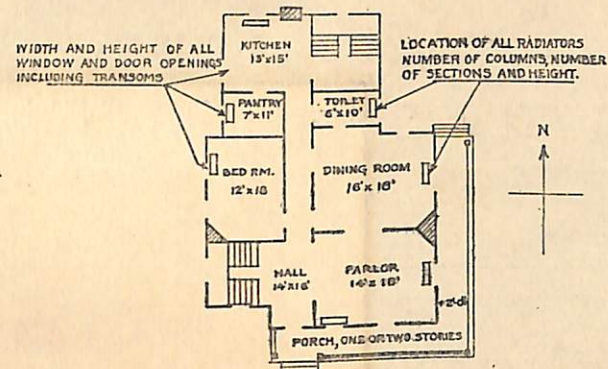 WIDTH AND HEIGHT OF ALL
WINDOW AND DOOR OPENINGS
INCLUDING TRANSOMS
LOCATION OF ALL RADIATORS
NUMBER OF COLUMNS, NUMBER
OF SECTIONS AND HEIGHT.
KITCHEN
13'x15'
PANTRY
7'x11'
TOILET
6'x10'
BED RM.
12'x18
DINING ROOM
16'x18'
N
HALL
14'x16'
PARLOR
14'x18'
PORCH, ONE OR TWO STORIES